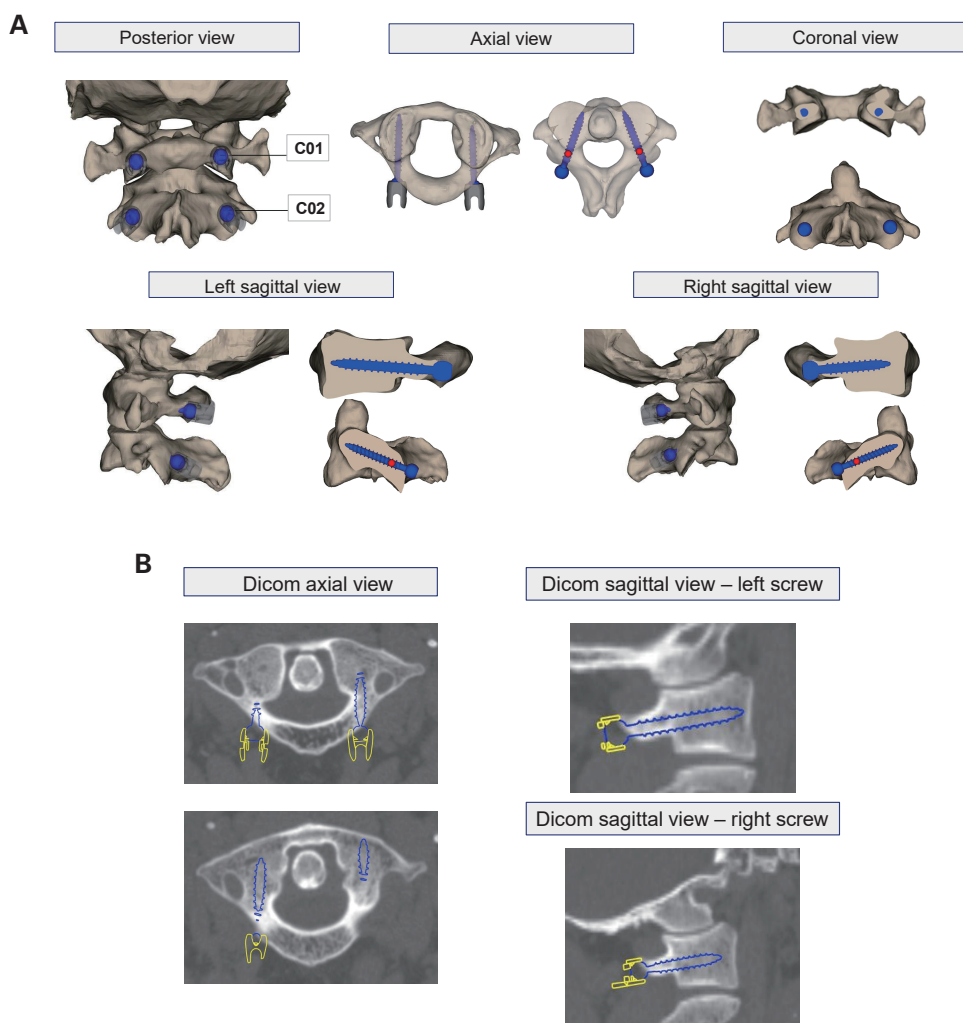 A
Posterior view
Axial view
Coronal view
C01
C02
Left sagittal view
Right sagittal view
B
Dicom axial view
Dicom sagittal view – left screw
Dicom sagittal view – right screw